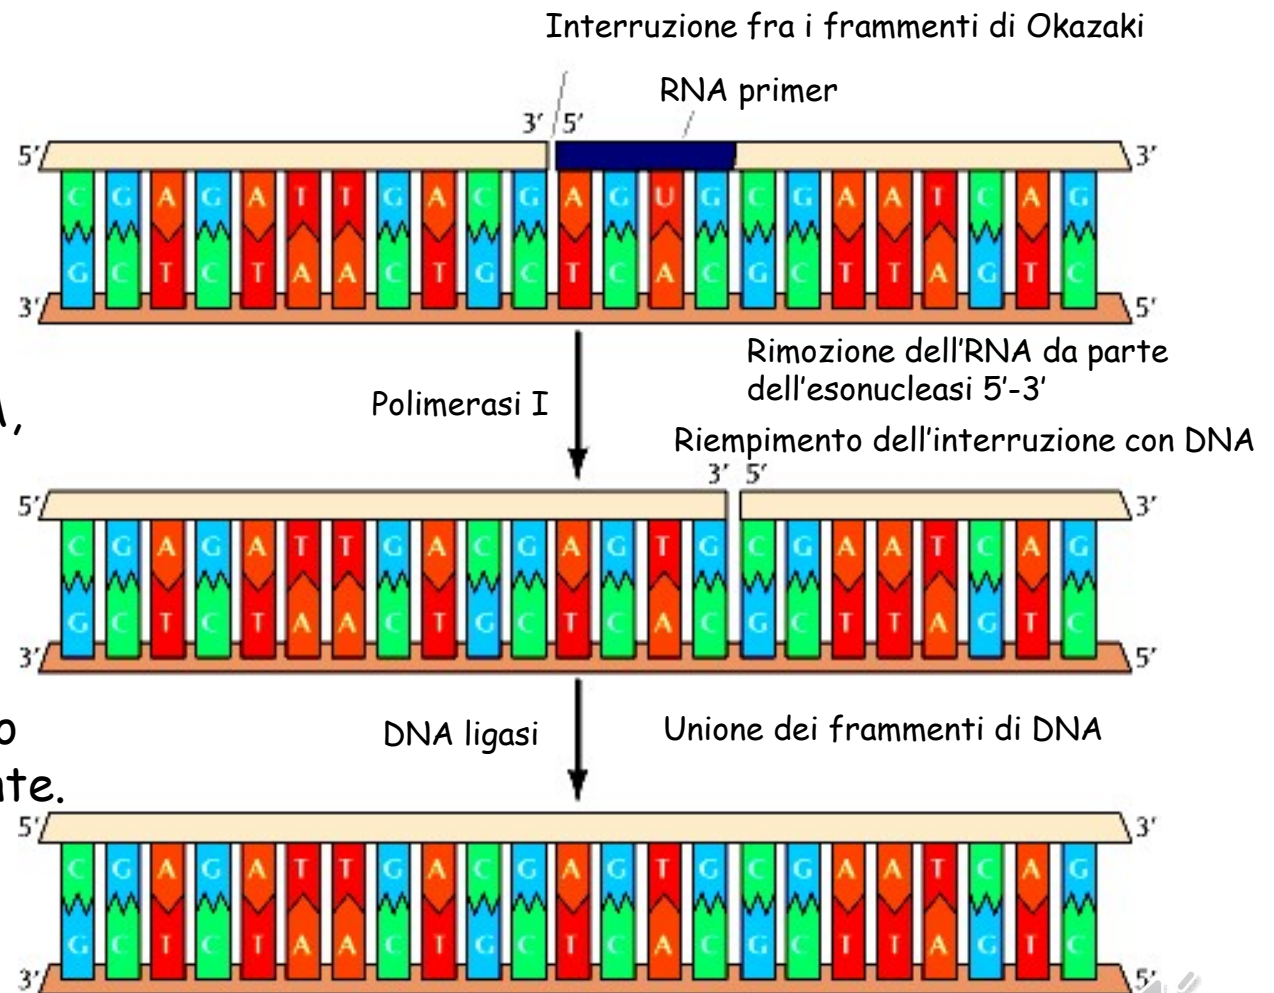 Interruzione fra i frammenti di Okazaki
RNA primer
3' 5'
5' 3'
C G A G A T T G A C G A G U G C G A A T C A G
G C T C T A A C T G C T C A C G C T T A G T C
3' 5'
Rimozione dell'RNA da parte
dell'esonucleasi 5'-3'
Polimerasi I
Riempimento dell'interruzione con DNA
3' 5'
5' 3'
C G A G A T T G A C G A G T G C G A A T C A G
G C T C T A A C T G C T C A C G C T T A G T C
3' 5'
DNA ligasi
Unione dei frammenti di DNA
5' 3'
C G A G A T T G A C G A G T G C G A A T C A G
G C T C T A A C T G C T C A C G C T T A G T C
3' 5'